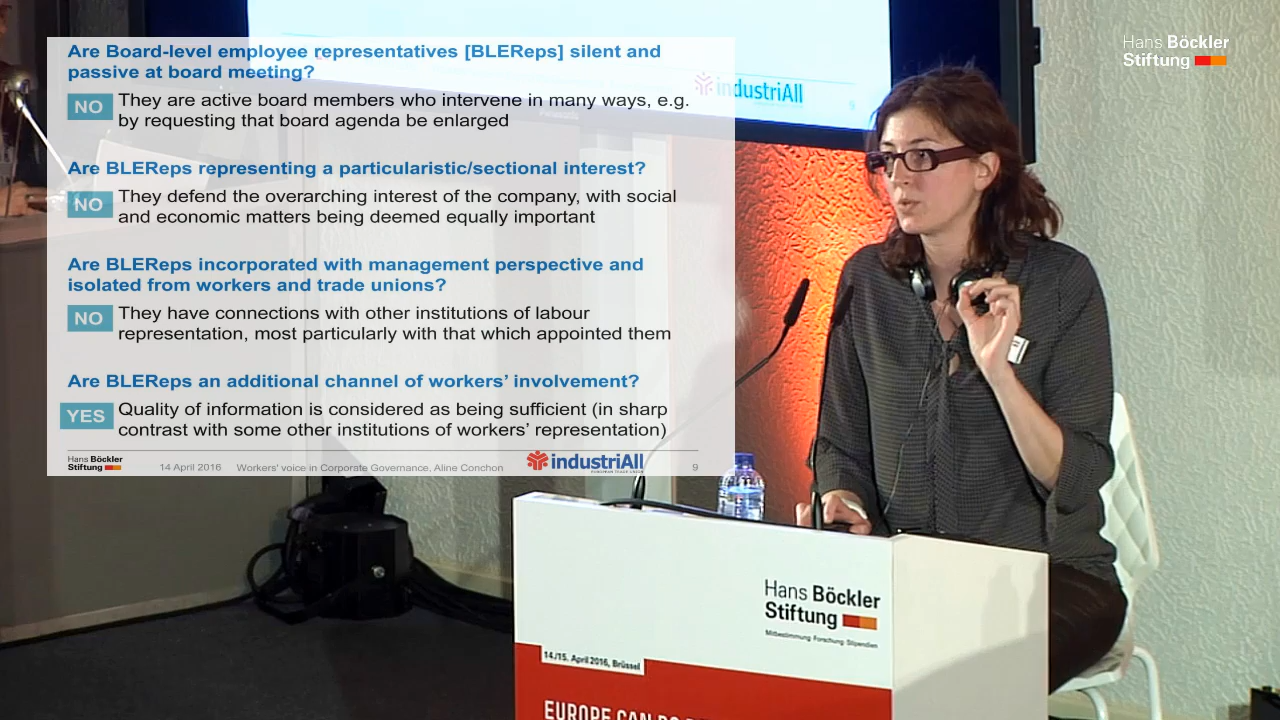 Are Board-level employee representatives [BLEReps] silent and
passive at board meeting?
NO
They are active board members who intervene in many ways, e.g.
by requesting that board agenda be enlarged
Are BLEReps representing a particularistic/sectional interest?
NO
They defend the overarching interest of the company, with social
and economic matters being deemed equally important
Are BLEReps incorporated with management perspective and
isolated from workers and trade unions?
NO
They have connections with other institutions of labour
representation, most particularly with that which appointed them
Are BLEReps an additional channel of workers' involvement?
YES
Quality of information is considered as being sufficient (in sharp
contrast with some other institutions of workers' representation)
Hans Böckler
Stiftung
14 April 2016 Workers' voice in Corporate Governance, Aline Conchon
industriAll
EUROPEAN TRADE UNION
9
industriAll
9
Hans Böckler
Stiftung
Hans Böckler
Stiftung
Mitbestimmung Forschung Stipendien
14./15. April 2016, Brüssel
EUROPE CAN DO